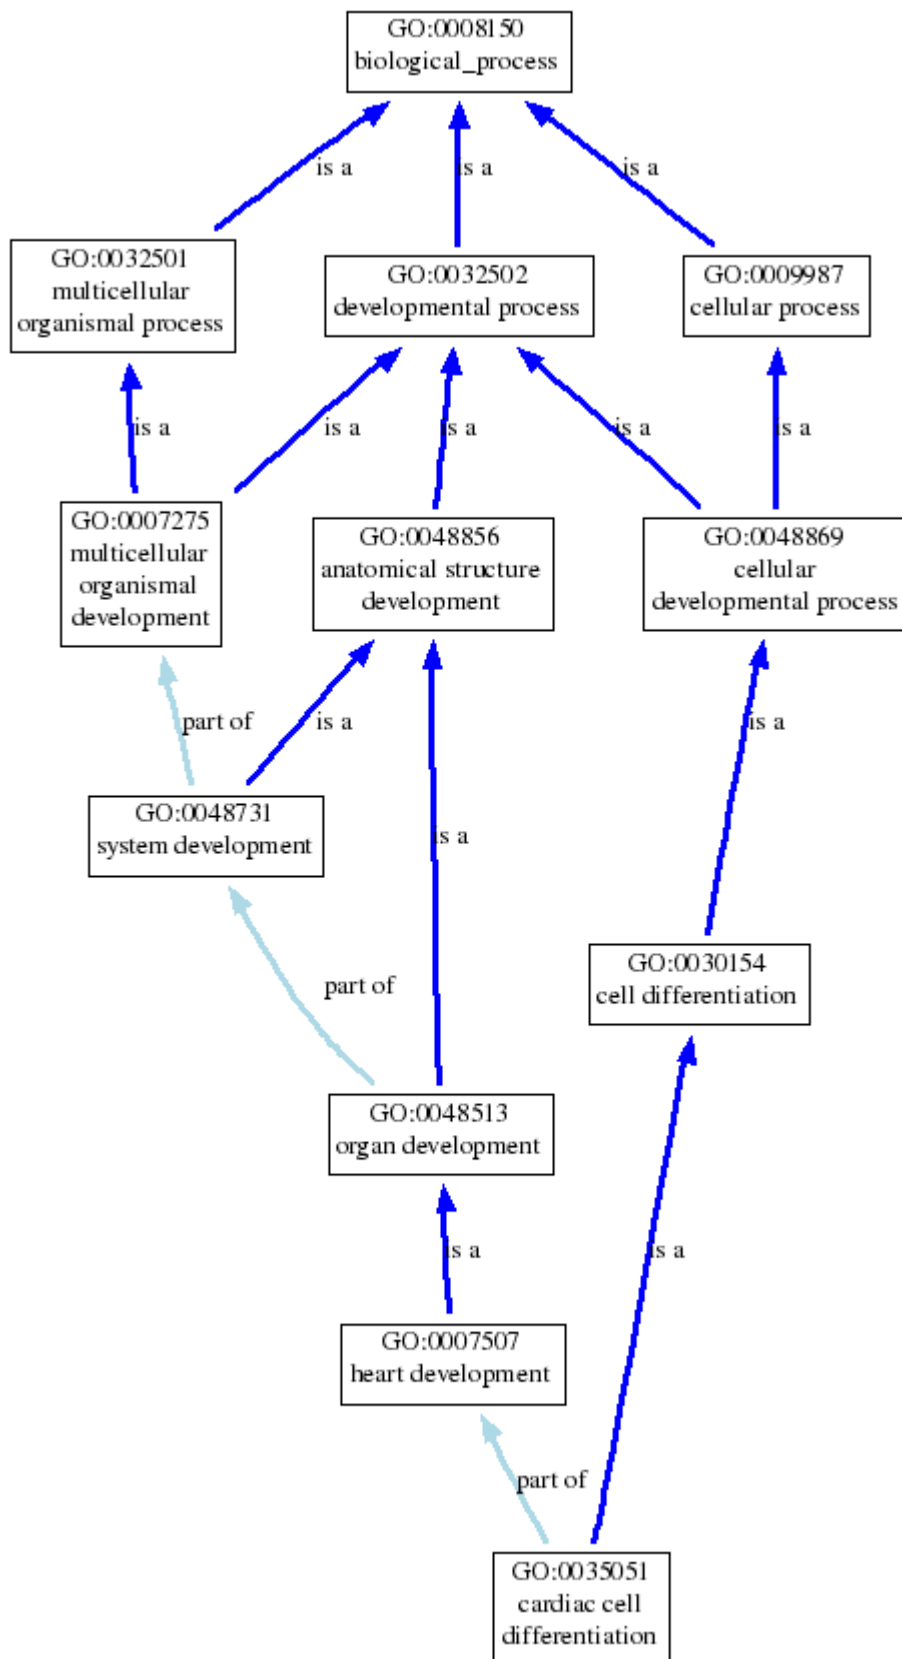 GO:0008150
biological_process
is a
is a
is a
GO:0032501
multicellular
organismal process
GO:0032502
developmental process
GO:0009987
cellular process
is a
is a
is a
is a
is a
GO:0007275
multicellular
organismal
development
GO:0048856
anatomical structure
development
GO:0048869
cellular
developmental process
part of
is a
is a
GO:0048731
system development
is a
GO:0030154
cell differentiation
part of
GO:0048513
organ development
is a
is a
GO:0007507
heart development
part of
GO:0035051
cardiac cell
differentiation